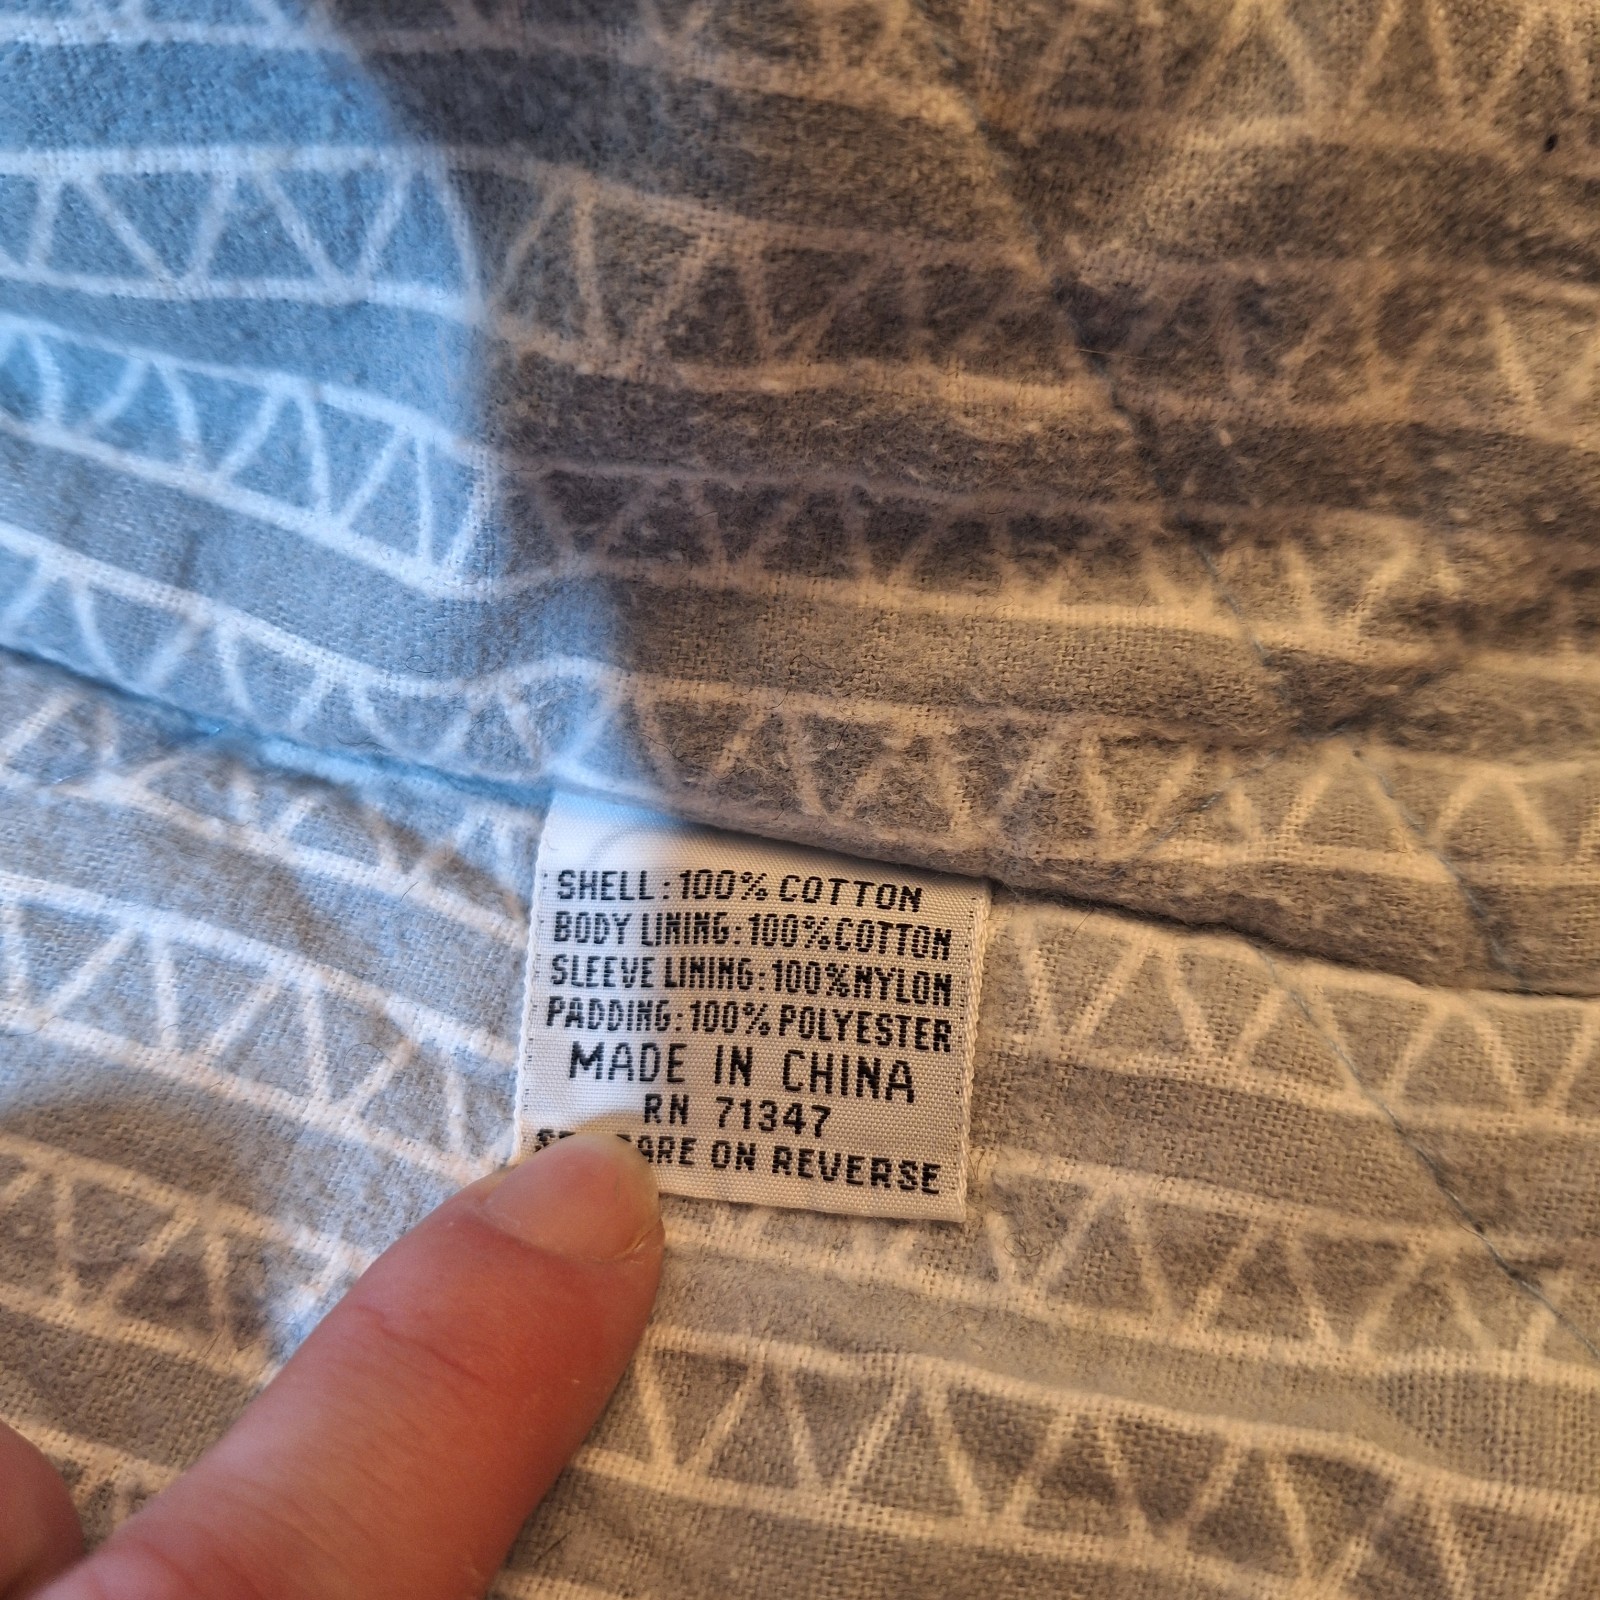 SHELL: 100% COTTON
BODY LINING: 100% COTTON
SLEEVE LINING: 100% NYLON
PADDING: 100% POLYESTER
MADE IN CHINA
RN 71347
ON REVERSE